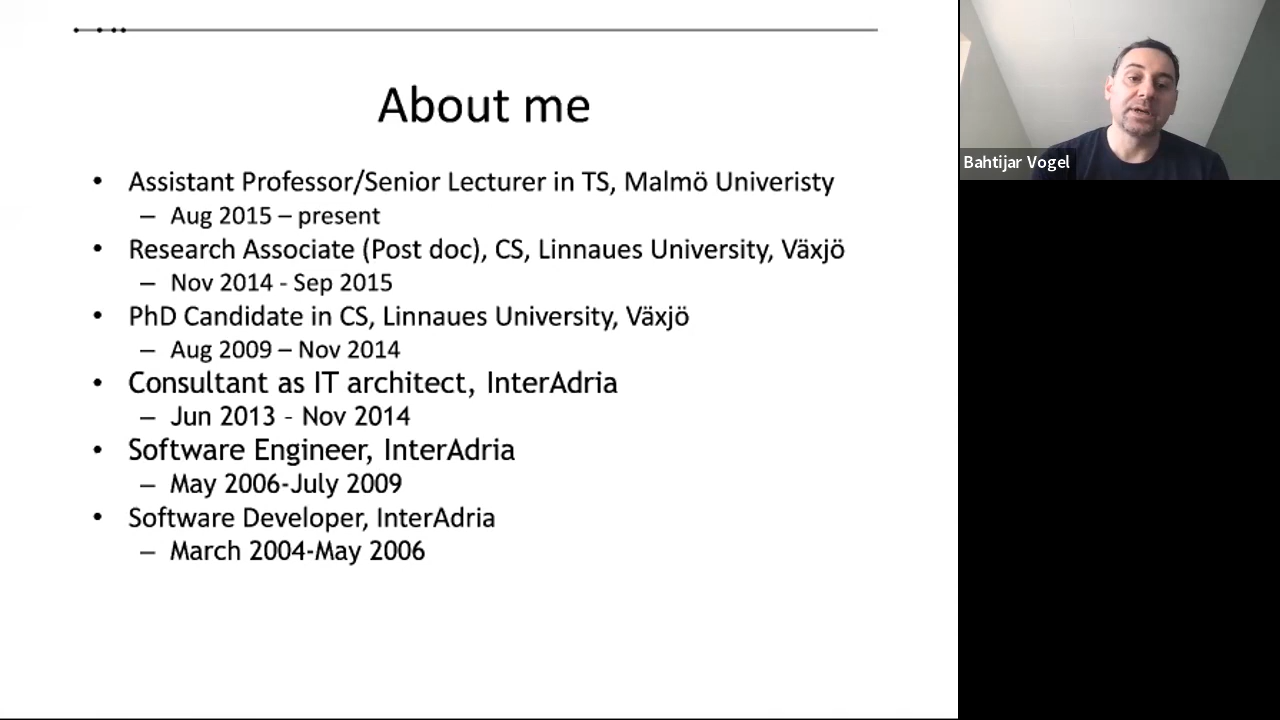 About me
• Assistant Professor/Senior Lecturer in TS, Malmö Univeristy
– Aug 2015 – present
• Research Associate (Post doc), CS, Linnaues University, Växjö
– Nov 2014 - Sep 2015
• PhD Candidate in CS, Linnaues University, Växjö
– Aug 2009 – Nov 2014
• Consultant as IT architect, InterAdria
– Jun 2013 - Nov 2014
• Software Engineer, InterAdria
– May 2006-July 2009
• Software Developer, InterAdria
– March 2004-May 2006
Bahtijar Vogel